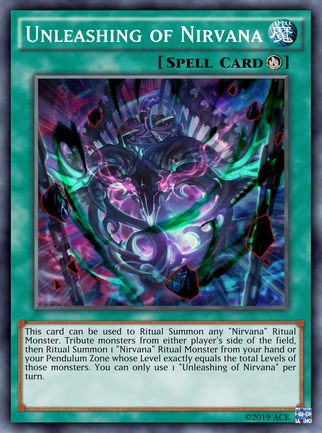 UNLEASHING OF NIRVANA
[SPELL CARD]
This card can be used to Ritual Summon any "Nirvana" Ritual
Monster. Tribute monsters from either player's side of the field,
then Ritual Summon 1 "Nirvana" Ritual Monster from your hand or
your Pendulum Zone whose Level exactly equals the total Levels of
those monsters. You can only use 1 "Unleashing of Nirvana" per
turn.
©2019 ACE